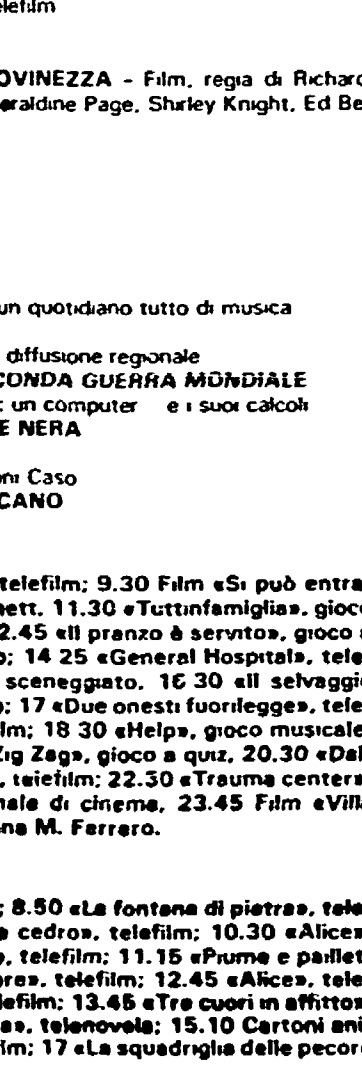 telefilm
OVINEZZA - Film, regia di Richard
eraldine Page, Shirley Knight, Ed Be
un quotidiano tutto di musica
diffusione regionale
CONDA GUERRA MONDIALE
: un computer e i suoi calcoli
E NERA
oni Caso
CANO
telefilm; 9.30 Film «Si può entra
nett. 11.30 «Tuttinfamiglia», gioco
2.45 «Il pranzo è servito», gioco a
o; 14 25 «General Hospital», tele
sceneggiato. 16 30 «Il selvaggio
o; 17 «Due onesti fuorilegge», tele
ilm; 18 30 «Help», gioco musicale
Zig Zag», gioco a quiz, 20.30 «Dal
, telefilm; 22.30 «Trauma center»
nale di cinema, 23.45 Film «Vill
na M. Ferrero.
; 8.50 «La fontana di pietra», tele
e cedro», telefilm; 10.30 «Alice»
», telefilm; 11.15 «Piume e paillet
ore», telefilm; 12.45 «Alice», tele
lefilm; 13.45 «Tre cuori in affitto»
a», telenovela; 15.10 Cartoni ani
ilm; 17 «La squadriglia delle pecor